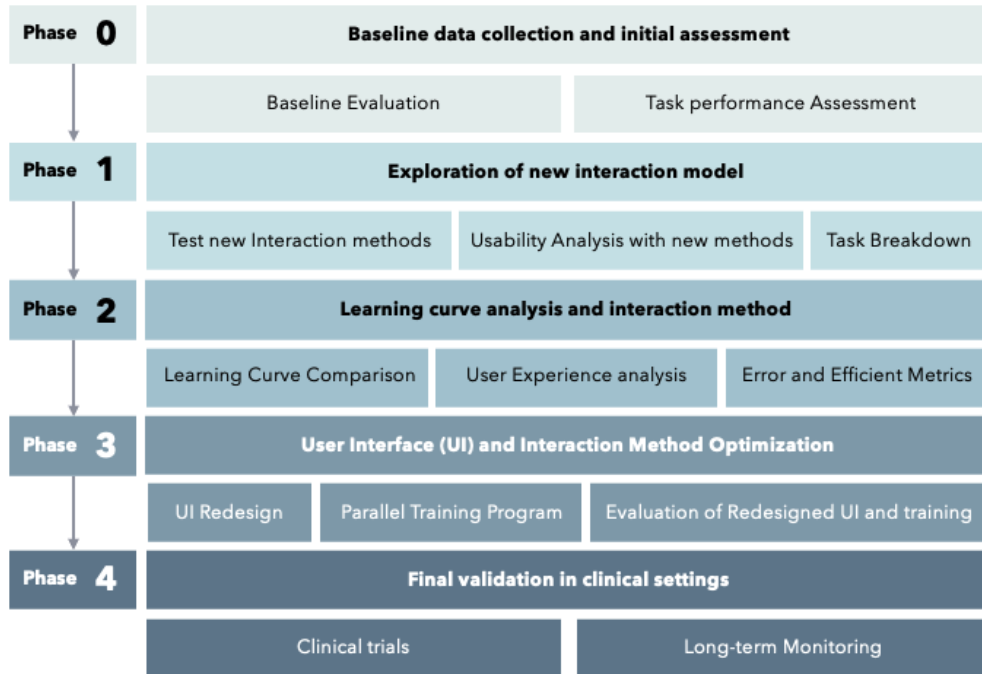 Phase 0 Baseline data collection and initial assessment
Baseline Evaluation Task performance Assessment
Phase 1 Exploration of new interaction model
Test new Interaction methods Usability Analysis with new methods Task Breakdown
Phase 2 Learning curve analysis and interaction method
Learning Curve Comparison User Experience analysis Error and Efficient Metrics
Phase 3 User Interface (UI) and Interaction Method Optimization
UI Redesign Parallel Training Program Evaluation of Redesigned UI and training
Phase 4 Final validation in clinical settings
Clinical trials Long-term Monitoring